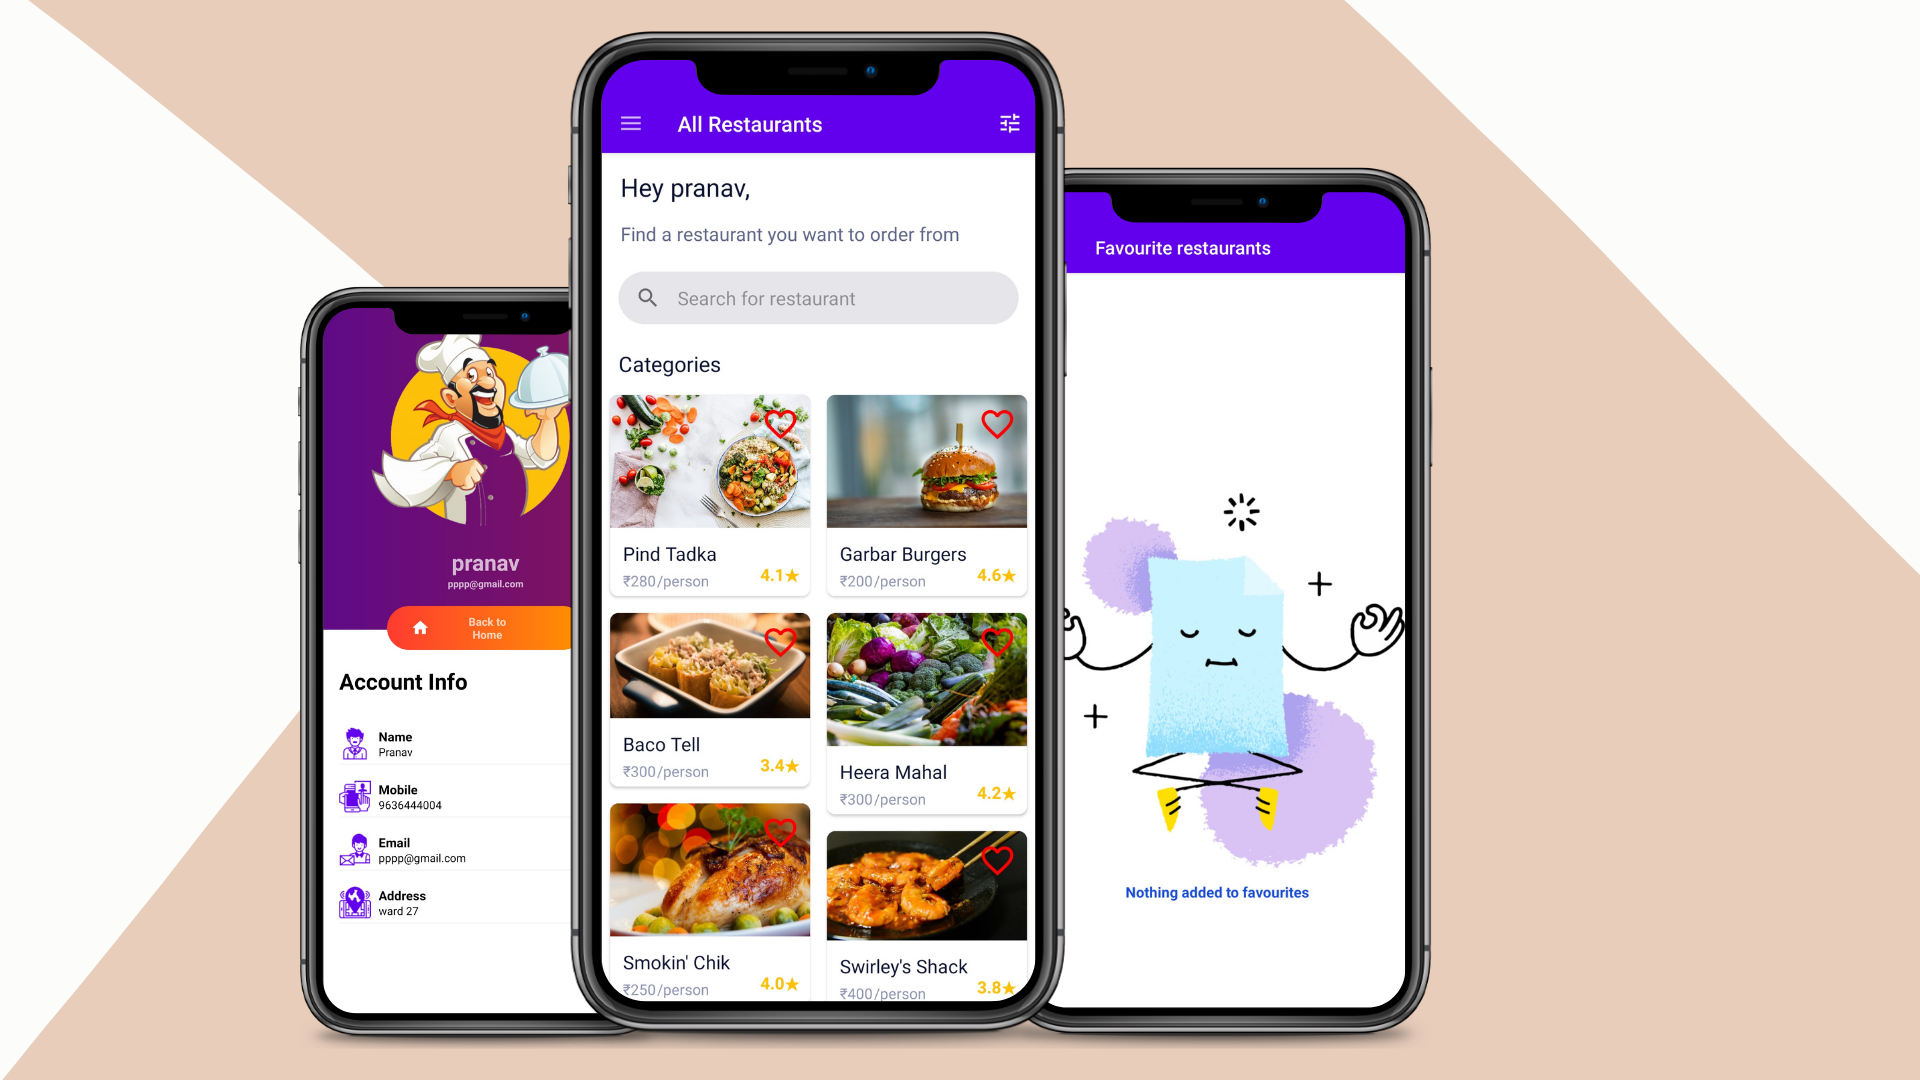 pranav
pppp@gmail.com
Back to
Home
Account Info
Name
Pranav
Mobile
9636444004
Email
pppp@gmail.com
Address
ward 27
All Restaurants
Hey pranav,
Find a restaurant you want to order from
Search for restaurant
Categories
Pind Tadka
₹280/person
4.1★
Garbar Burgers
₹200/person
4.6★
Baco Tell
₹300/person
3.4★
Heera Mahal
₹300/person
4.2★
Smokin' Chik
₹250/person
4.0★
Swirley's Shack
₹400/person
3.8★
Favourite restaurants
Nothing added to favourites